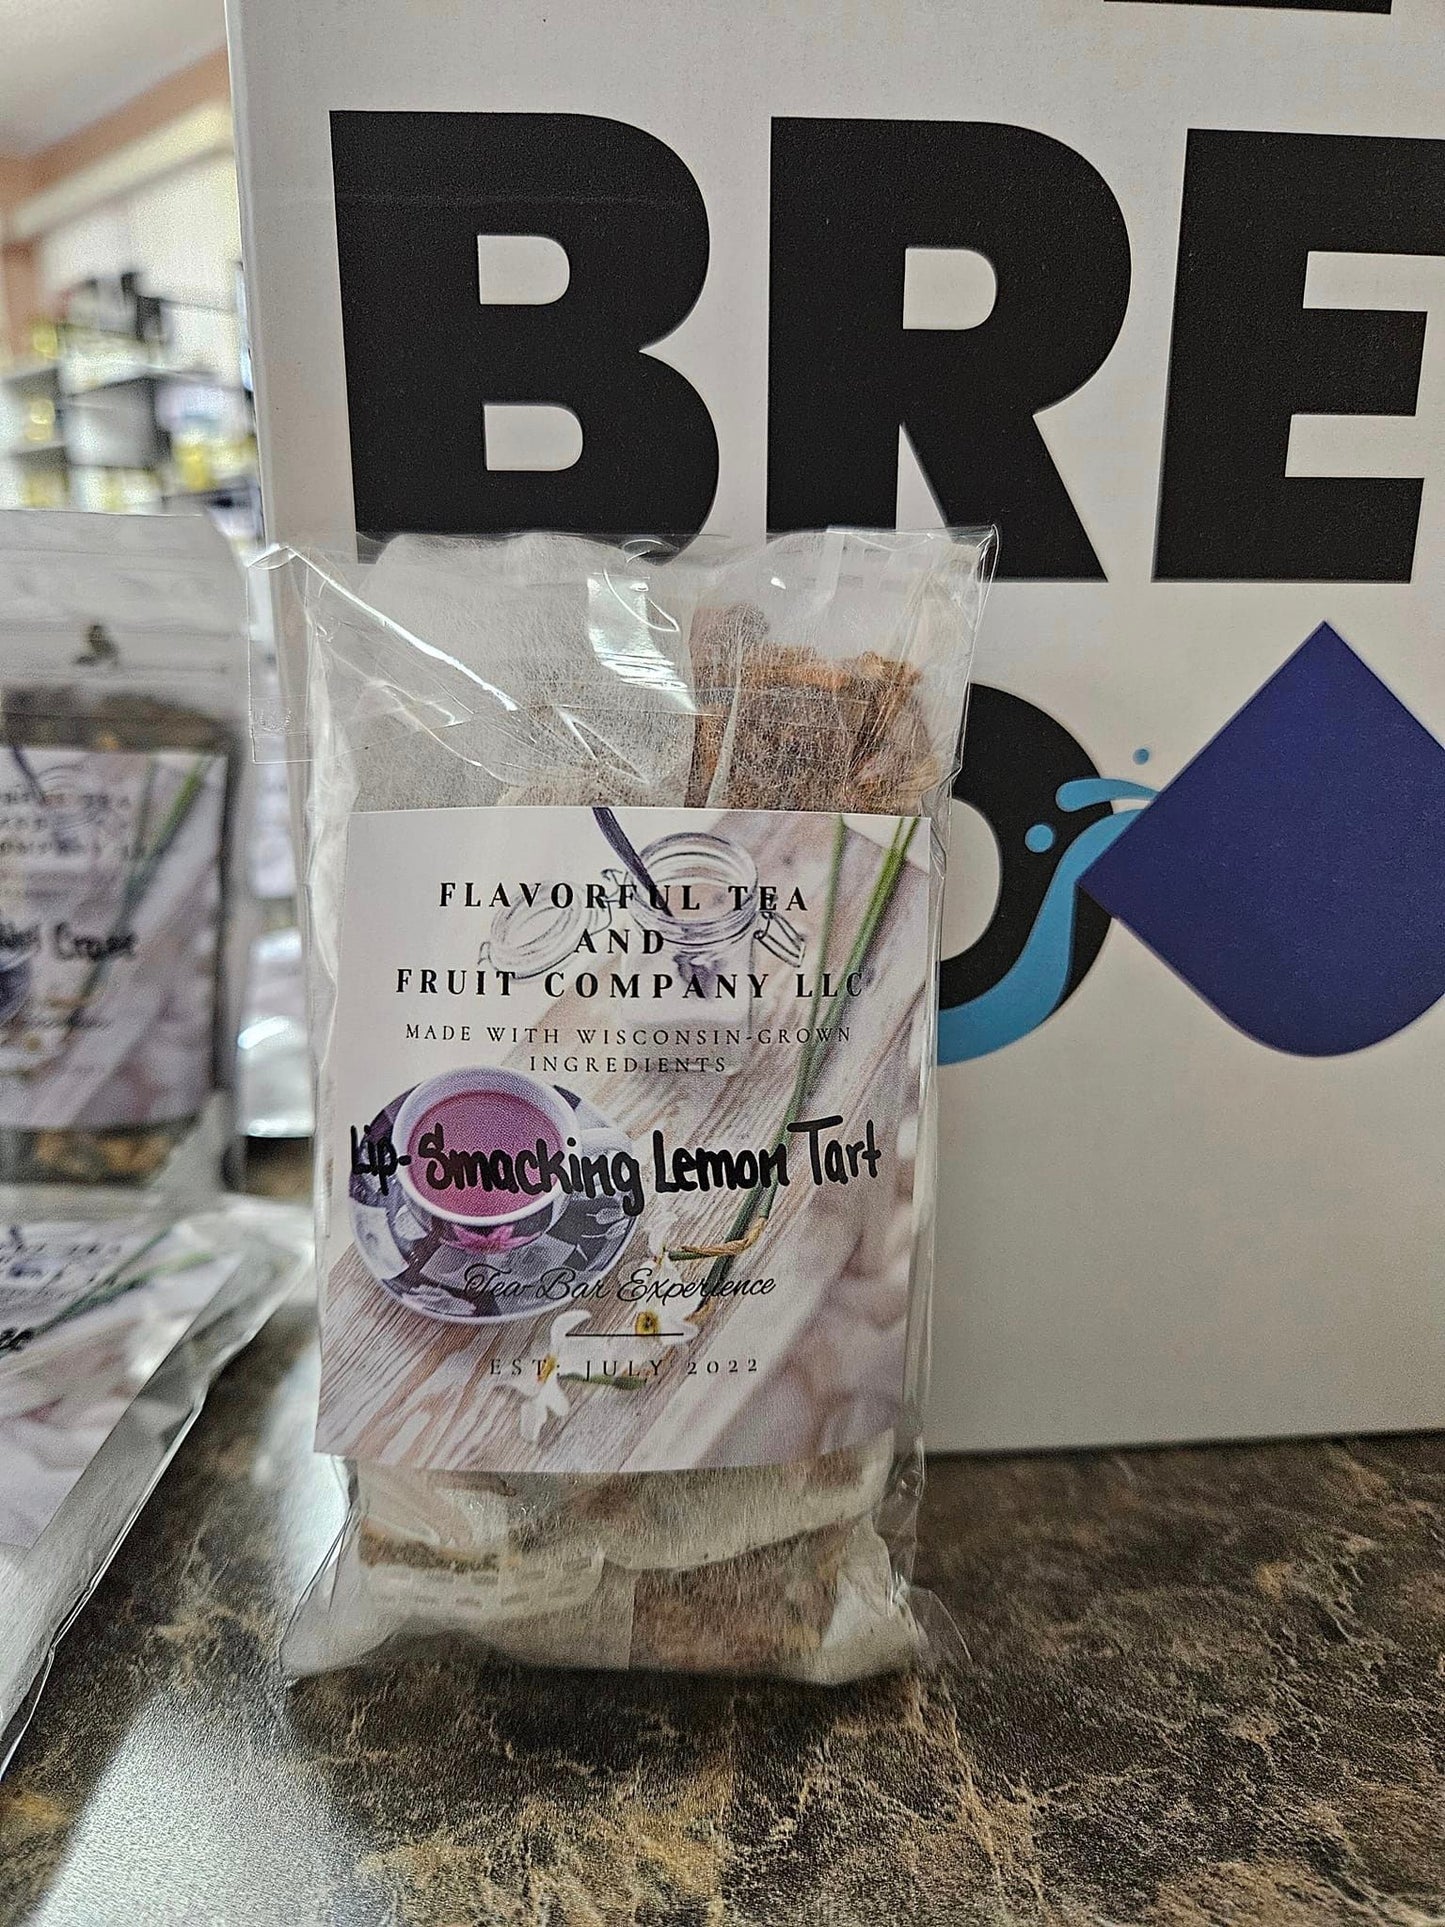 BRE
FLAVORFUL TEA
AND
FRUIT COMPANY LLC
MADE WITH WISCONSIN-GROWN
INGREDIENTS
Lip-Smacking Lemon Tart
Tea-Bar Experience
EST. JULY 2022